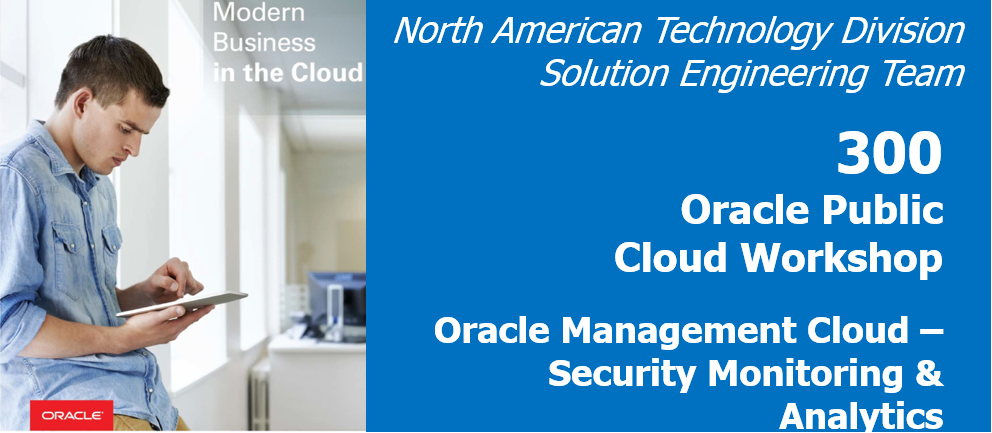 Modern
Business
in the Cloud
ORACLE
North American Technology Division
Solution Engineering Team
300
Oracle Public
Cloud Workshop
Oracle Management Cloud –
Security Monitoring &
Analytics